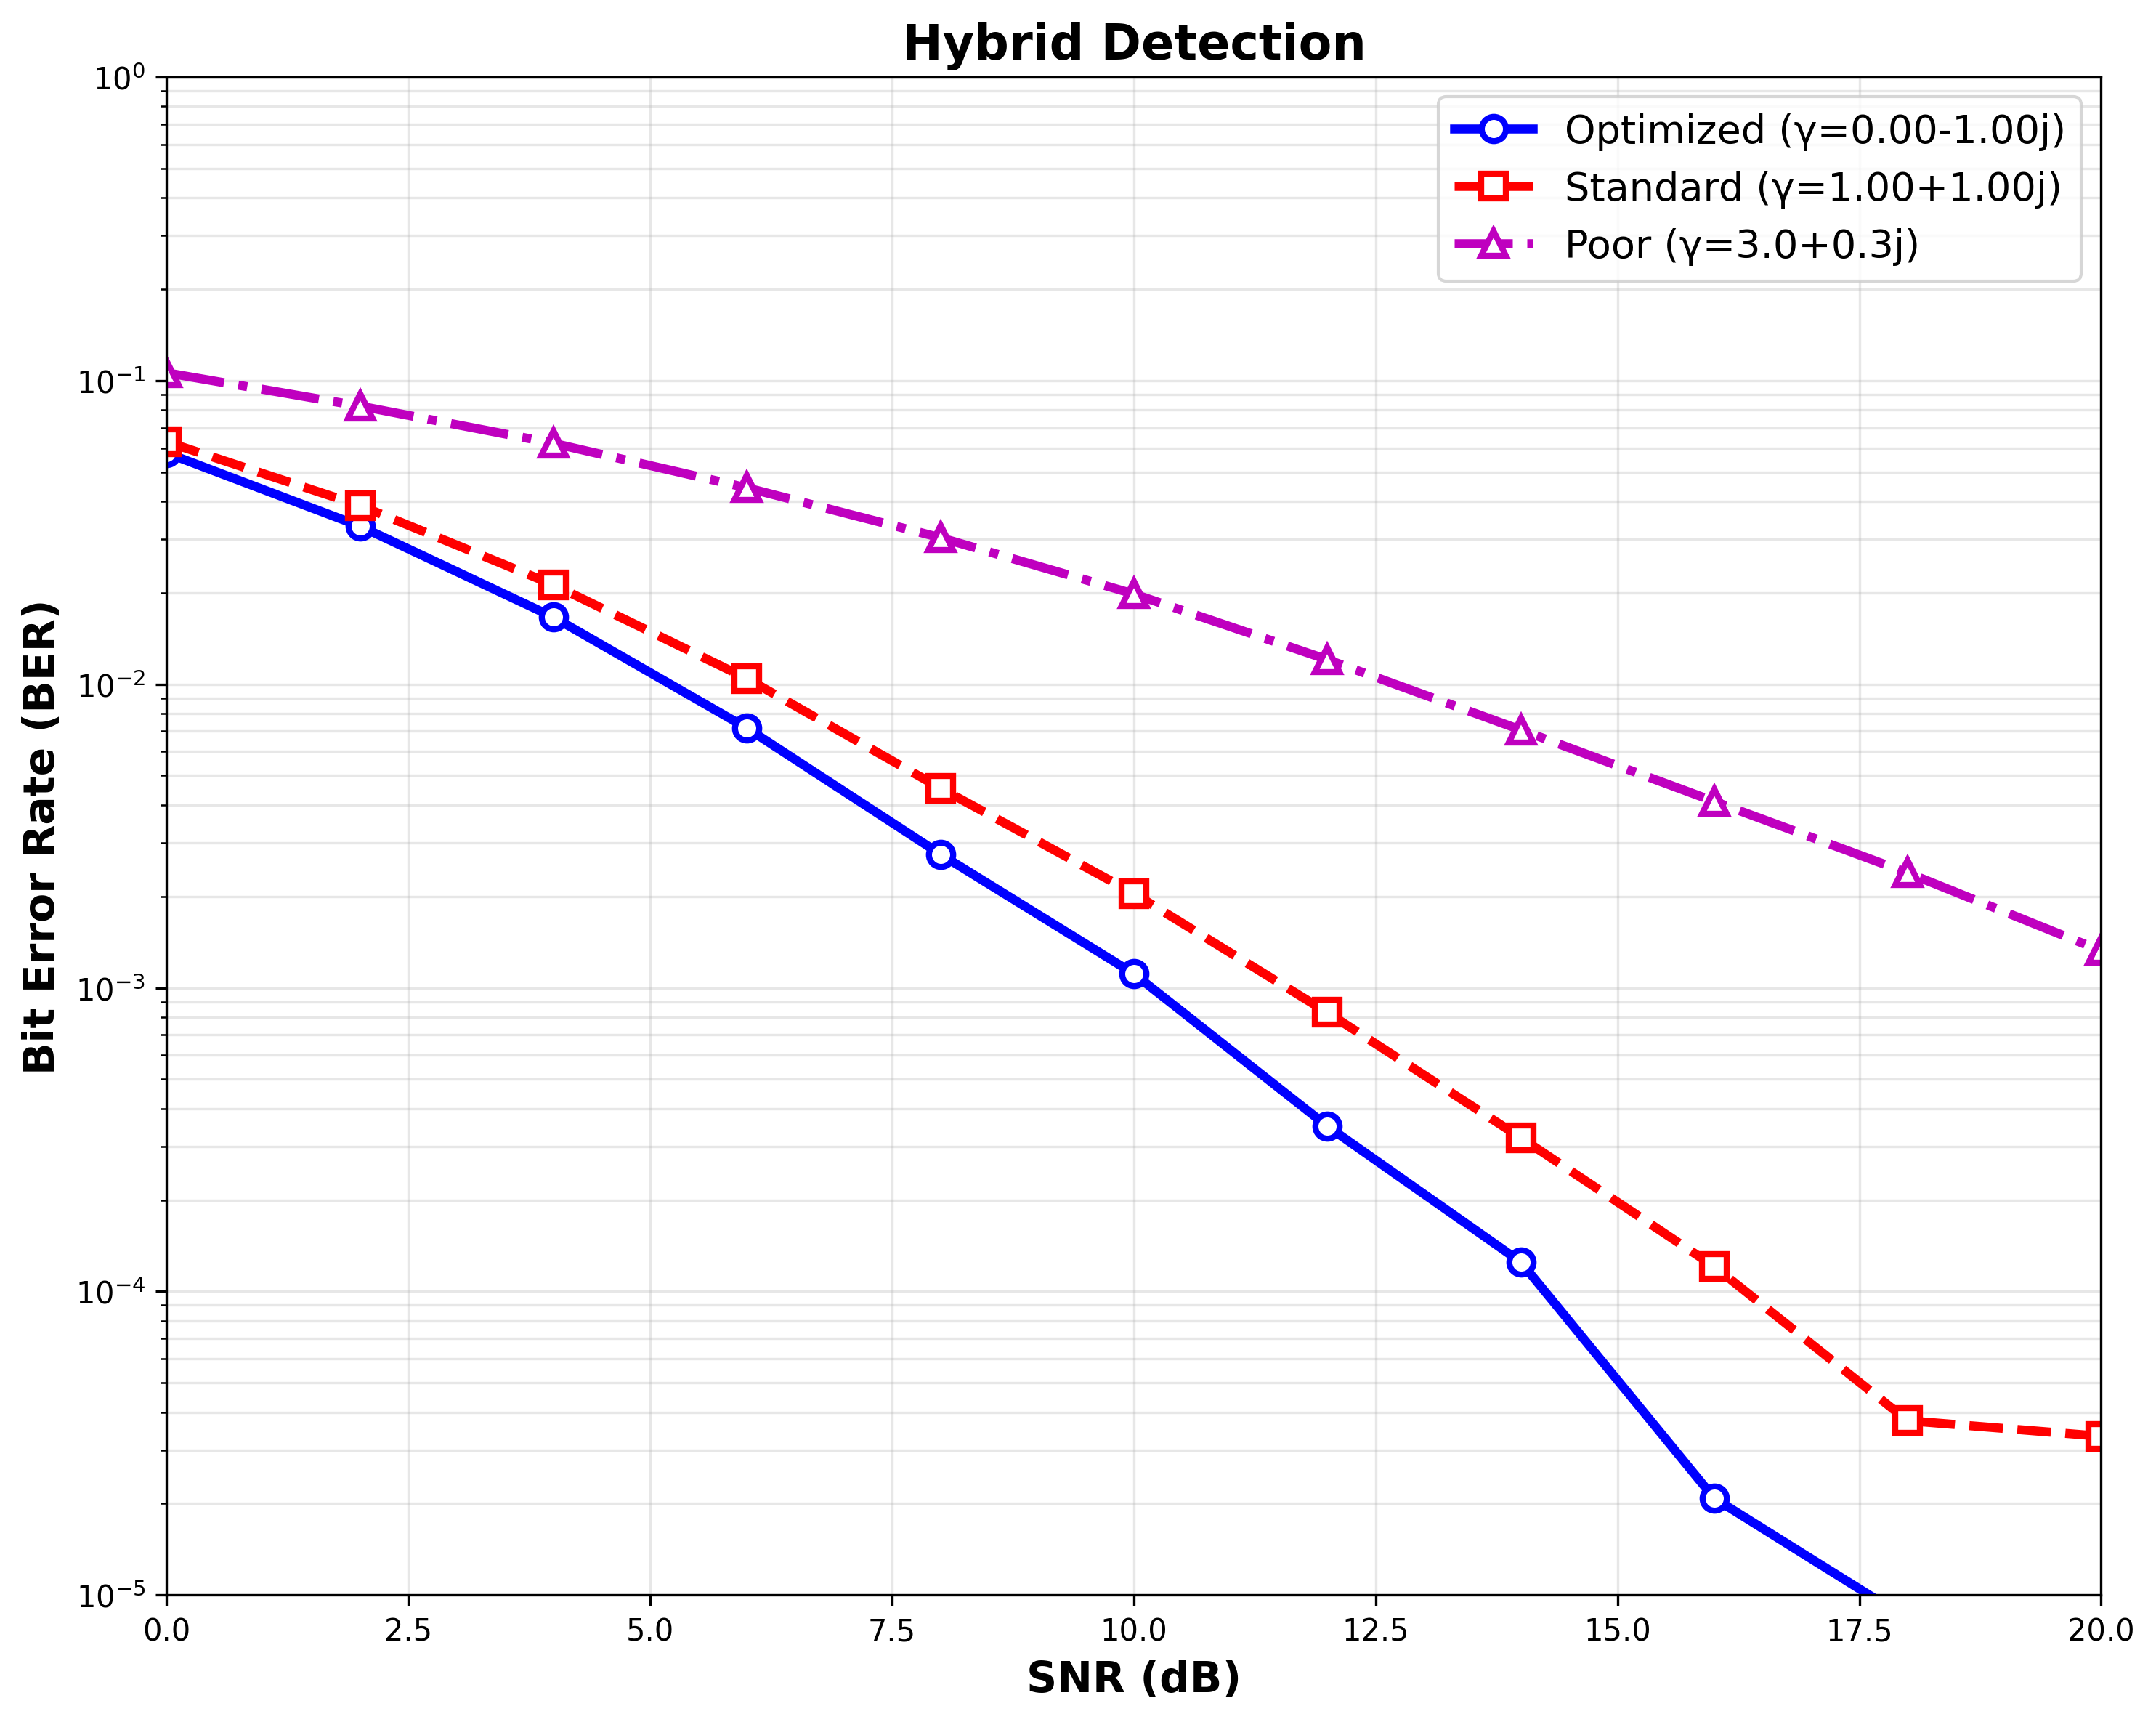 Hybrid Detection
Optimized (γ=0.00-1.00j)
Standard (γ=1.00+1.00j)
Poor (γ=3.0+0.3j)
Bit Error Rate (BER)
10⁰
10⁻¹
10⁻²
10⁻³
10⁻⁴
10⁻⁵
0.0 2.5 5.0 7.5 10.0 12.5 15.0 17.5 20.0
SNR (dB)